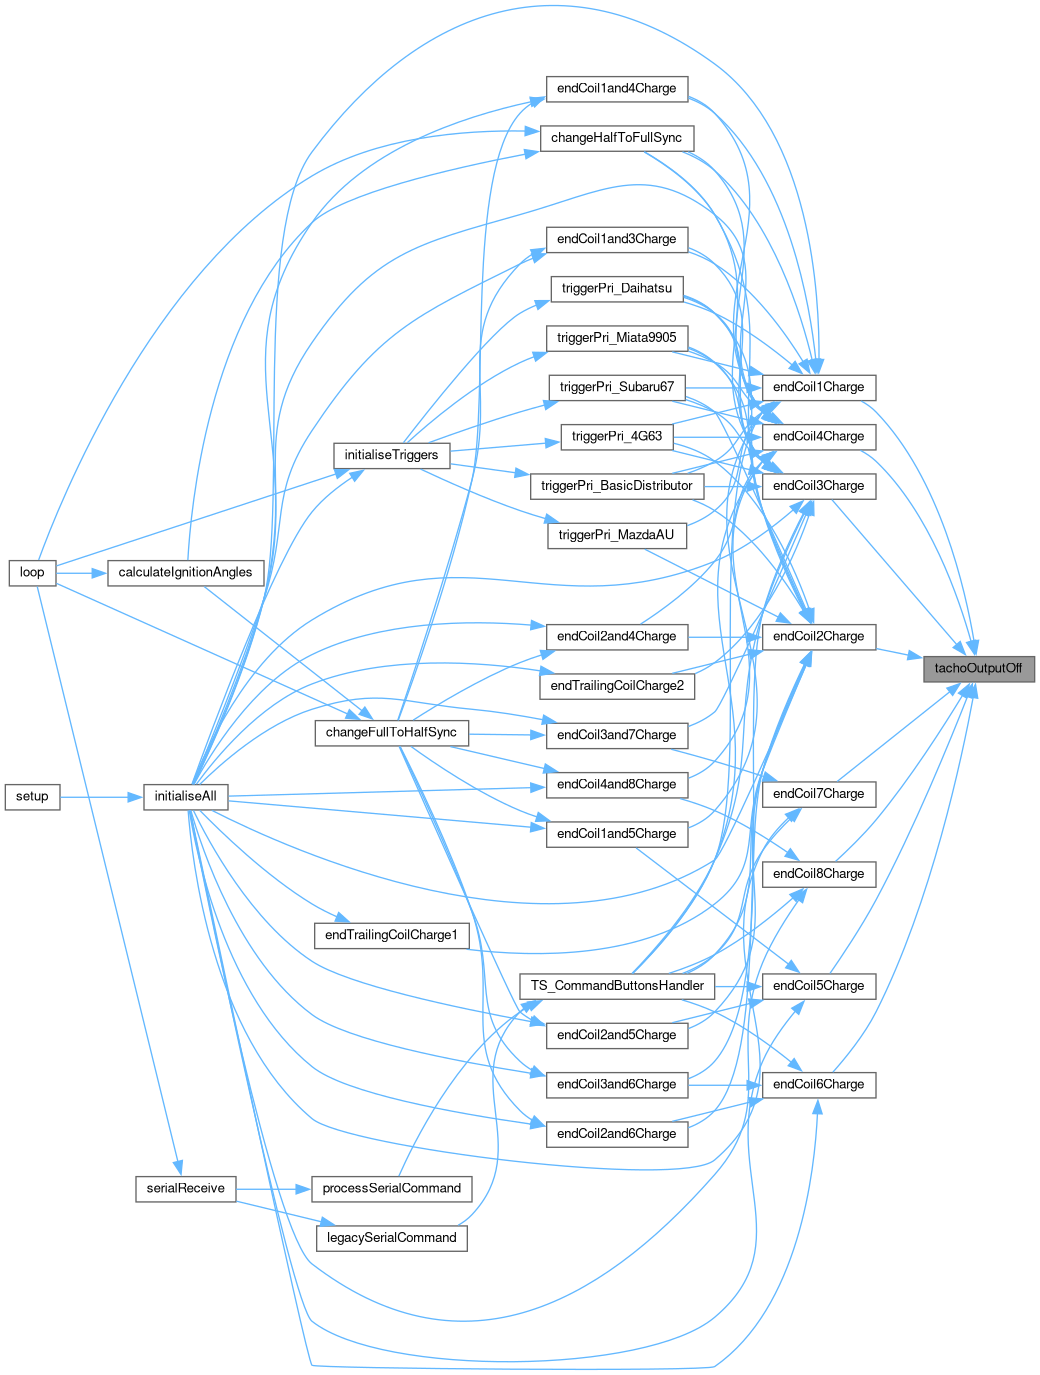 endCoil1and4Charge
changeHalfToFullSync
endCoil1and3Charge
triggerPri_Daihatsu
triggerPri_Miata9905
triggerPri_Subaru67
endCoil1Charge
triggerPri_4G63
endCoil4Charge
initialiseTriggers
triggerPri_BasicDistributor
endCoil3Charge
triggerPri_MazdaAU
loop
calculateIgnitionAngles
endCoil2and4Charge
endCoil2Charge
tachoOutputOff
endTrailingCoilCharge2
changeFullToHalfSync
endCoil3and7Charge
setup
initialiseAll
endCoil4and8Charge
endCoil7Charge
endCoil1and5Charge
endCoil8Charge
endTrailingCoilCharge1
TS_CommandButtonsHandler
endCoil5Charge
endCoil2and5Charge
endCoil3and6Charge
endCoil6Charge
endCoil2and6Charge
serialReceive
processSerialCommand
legacySerialCommand